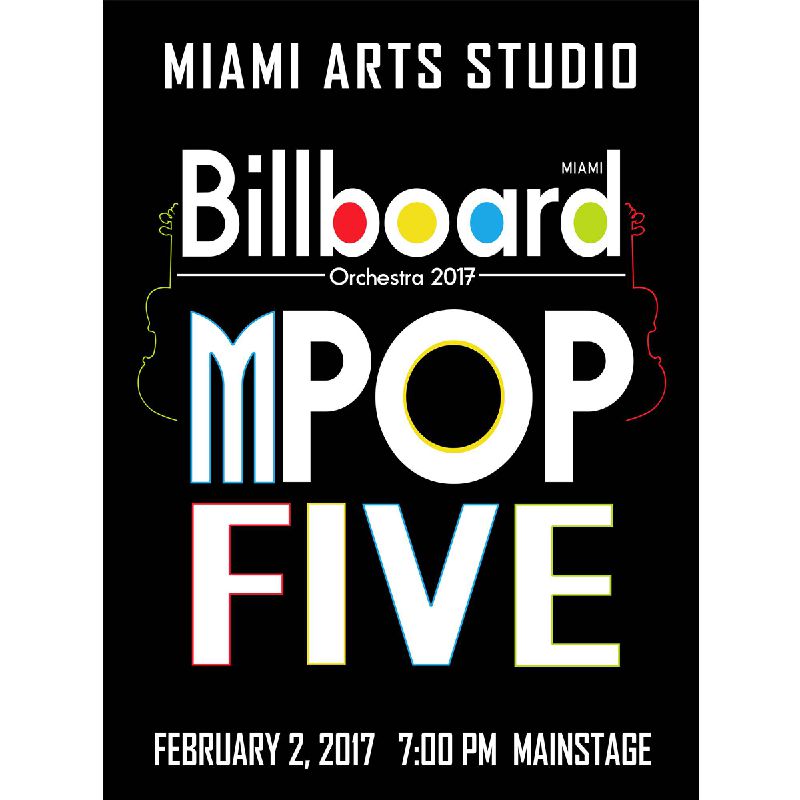 MIAMI ARTS STUDIO
MIAMI
Billboard
Orchestra 2017
MPOP
FIVE
FEBRUARY 2, 2017 7:00 PM MAINSTAGE